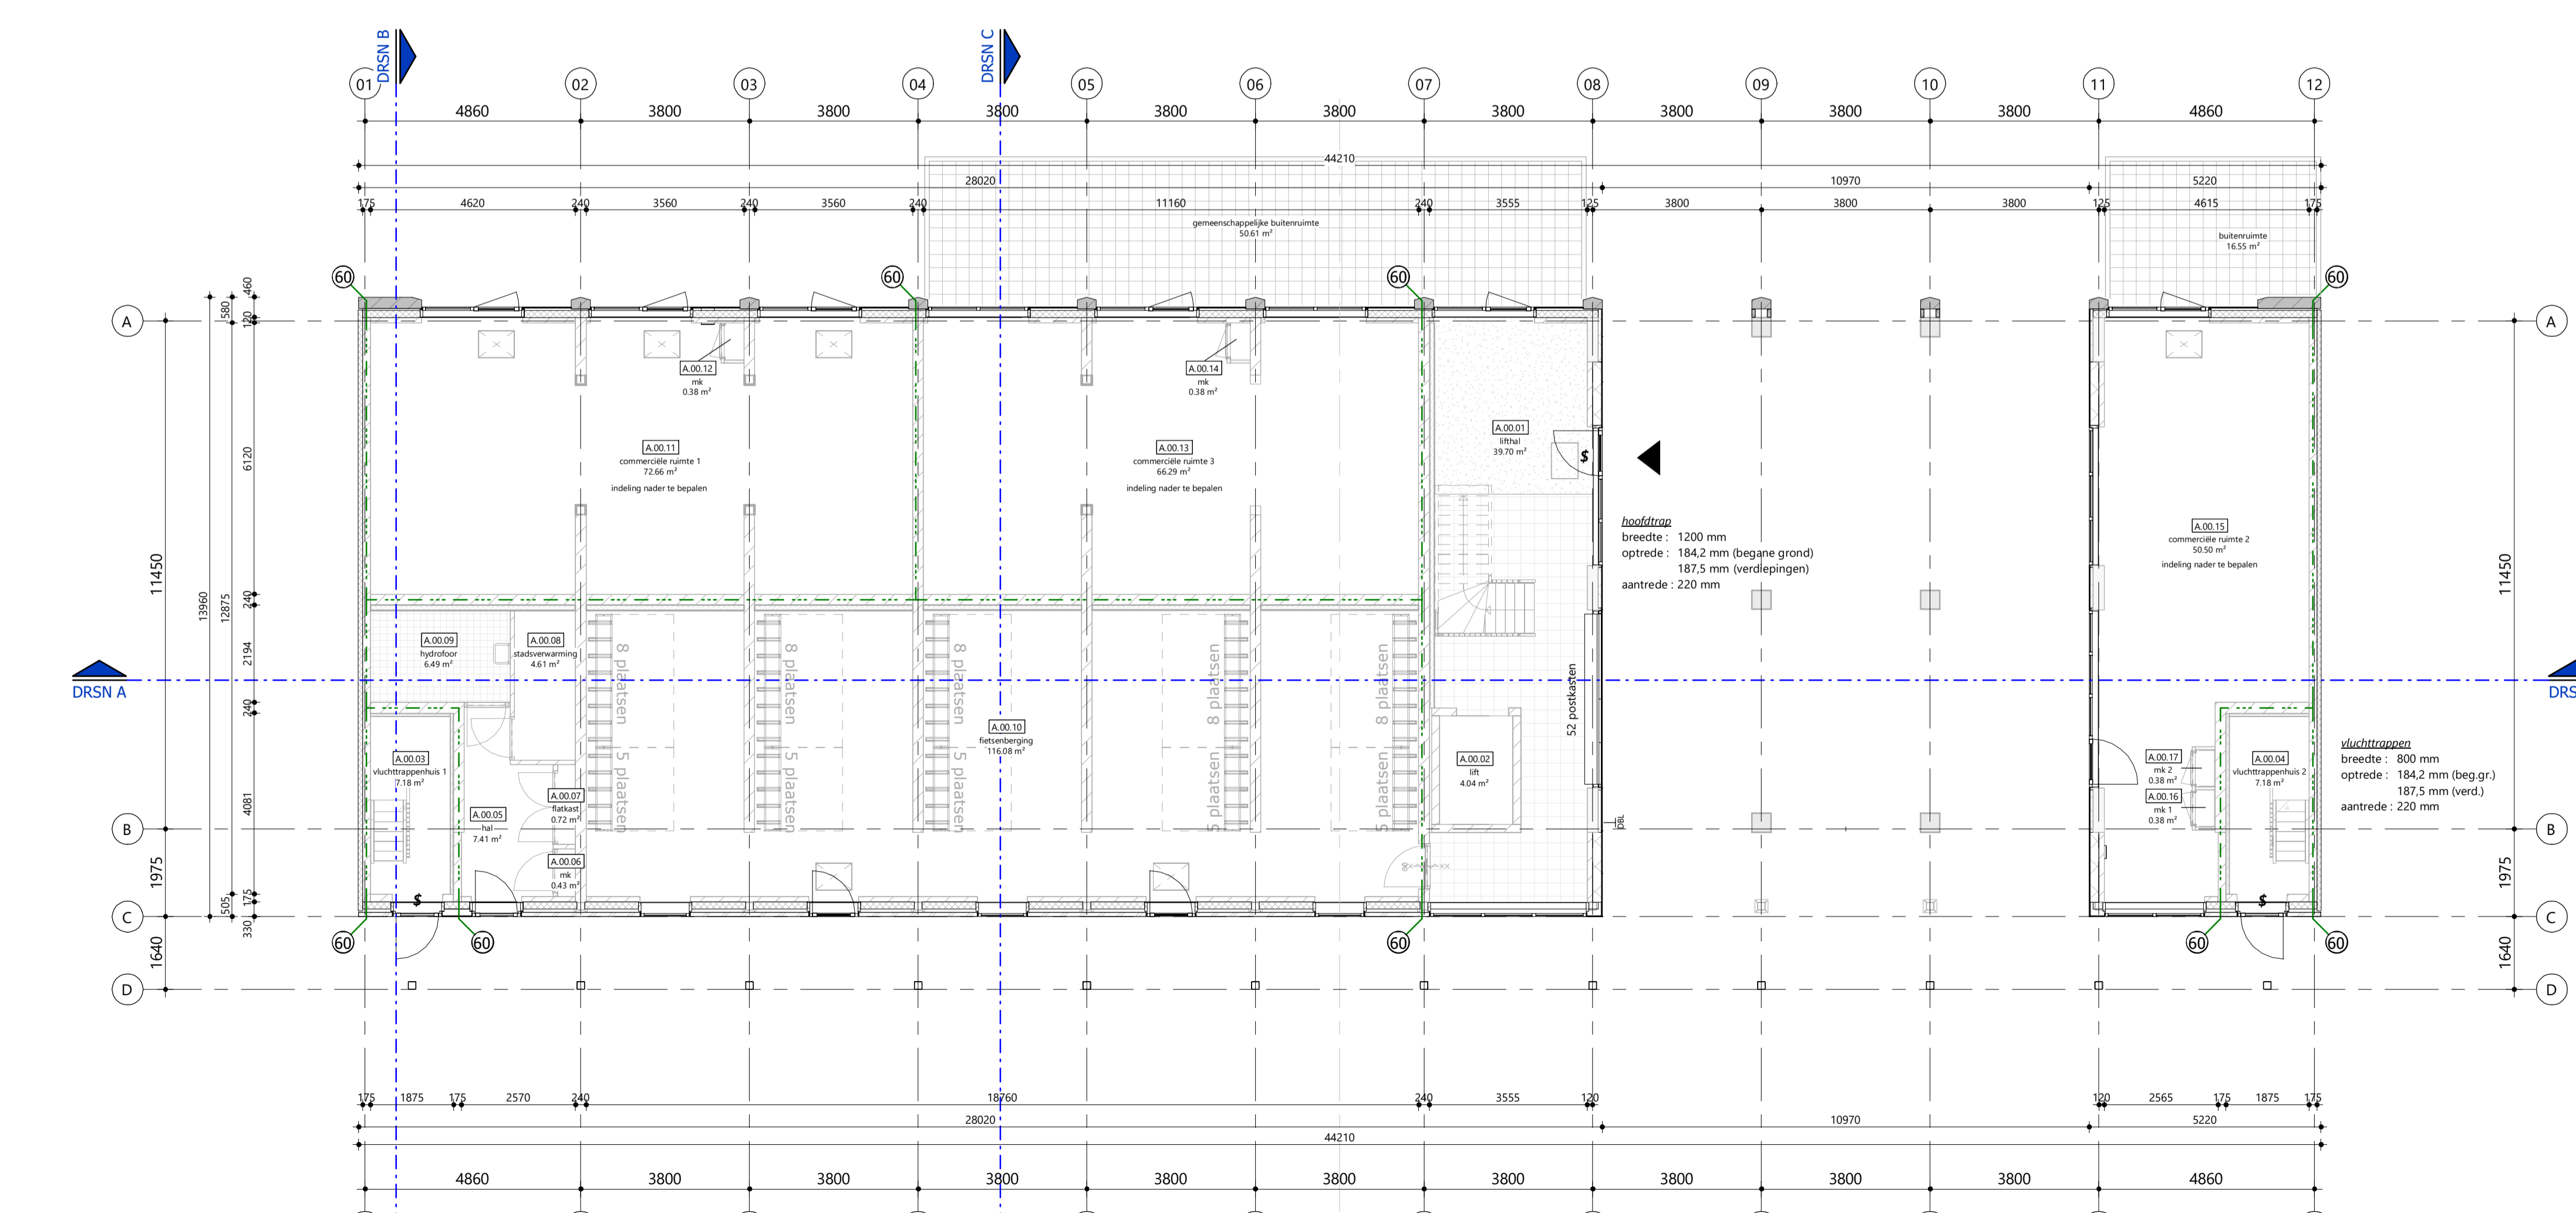 DRSN B
DRSN C
01
02
03
04
05
06
07
08
09
10
11
12
4860
3800
3800
3800
3800
3800
3800
3800
3800
3800
4860
44210
28020
10970
5220
175
4620
240
3560
240
3560
240
11160
240
3555
125
3800
3800
3800
125
4615
175
gemeenschappelijke buitenruimte
50.61 m²
buitenruimte
16.55 m²
60
60
60
60
A
A
460
580
120
A.00.12
mk
0.38 m²
A.00.14
mk
0.38 m²
A.00.11
commerciële ruimte 1
72.66 m²
indeling nader te bepalen
A.00.13
commerciële ruimte 3
66.29 m²
indeling nader te bepalen
A.00.01
lifthal
39.70 m²
$
6120
11450
13960
12875
240
2194
240
4081
hoofdtrap
breedte : 1200 mm
optrede : 184,2 mm (begane grond)
187,5 mm (verdiepingen)
aantrede : 220 mm
A.00.15
commerciële ruimte 2
50.50 m²
indeling nader te bepalen
11450
A.00.09
hydrofoor
6.49 m²
A.00.08
stadsverwarming
4.61 m²
8 plaatsen
8 plaatsen
8 plaatsen
8 plaatsen
8 plaatsen
5 plaatsen
5 plaatsen
5 plaatsen
5 plaatsen
5 plaatsen
DRSN A
DRS
A.00.10
fietsenberging
116.08 m²
52 postkasten
A.00.03
vluchttrappenhuis 1
7.18 m²
A.00.02
lift
4.04 m²
A.00.17
mk 2
0.38 m²
A.00.16
mk 1
0.38 m²
A.00.04
vluchttrappenhuis 2
7.18 m²
vluchttrappen
breedte : 800 mm
optrede : 184,2 mm (beg.gr.)
187,5 mm (verd.)
aantrede : 220 mm
A.00.07
flatkast
0.72 m²
A.00.05
hal
7.41 m²
A.00.06
mk
0.43 m²
DBL
B
B
1975
505
175
330
1975
$
$
C
C
60
60
60
60
60
1640
1640
D
D
175
1875
175
2570
240
18760
240
3555
120
120
2565
175
1875
175
28020
10970
5220
44210
4860
3800
3800
3800
3800
3800
3800
3800
3800
3800
4860